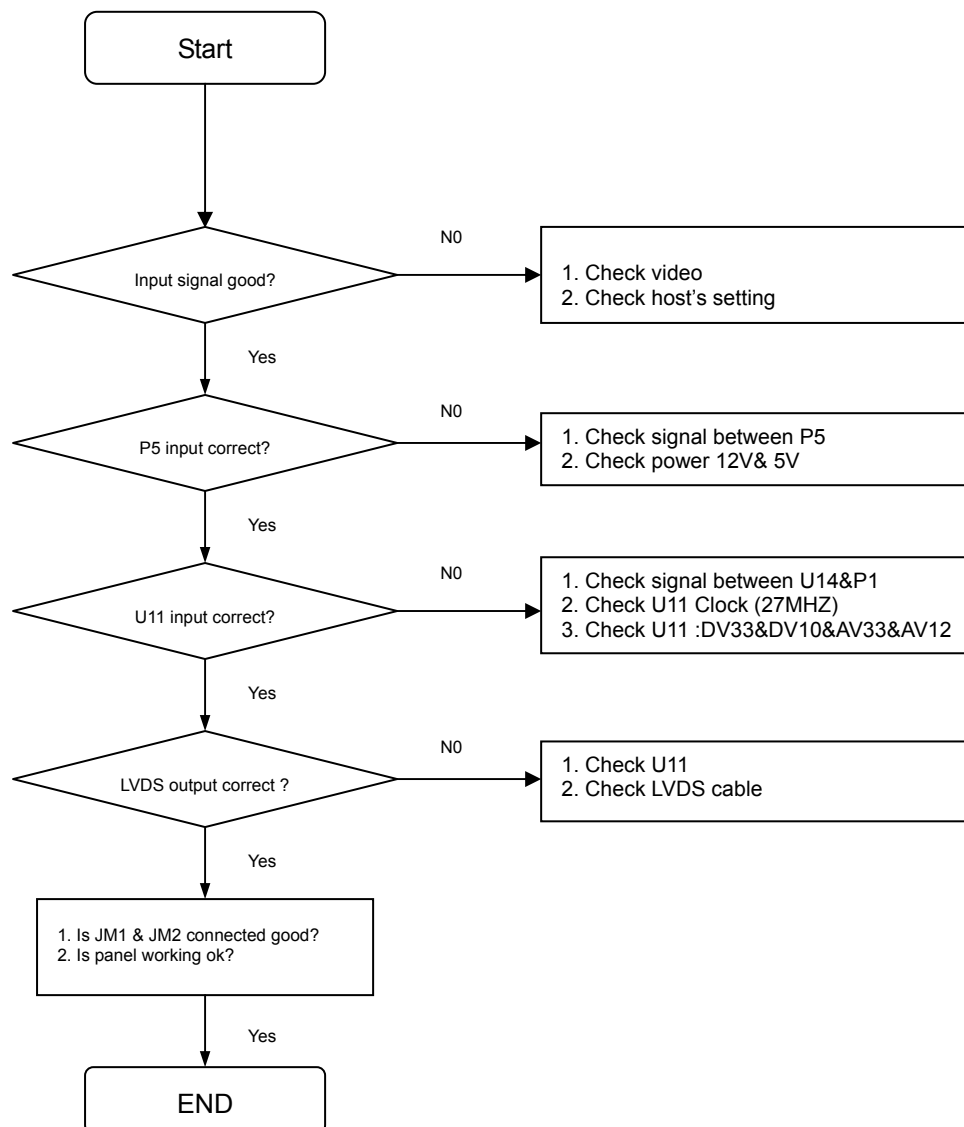 Start
N0
Input signal good?
1. Check video
2. Check host’s setting
Yes
N0
P5 input correct?
1. Check signal between P5
2. Check power 12V& 5V
Yes
N0
U11 input correct?
1. Check signal between U14&P1
2. Check U11 Clock (27MHZ)
3. Check U11 :DV33&DV10&AV33&AV12
Yes
N0
LVDS output correct ?
1. Check U11
2. Check LVDS cable
Yes
1. Is JM1 & JM2 connected good?
2. Is panel working ok?
Yes
END